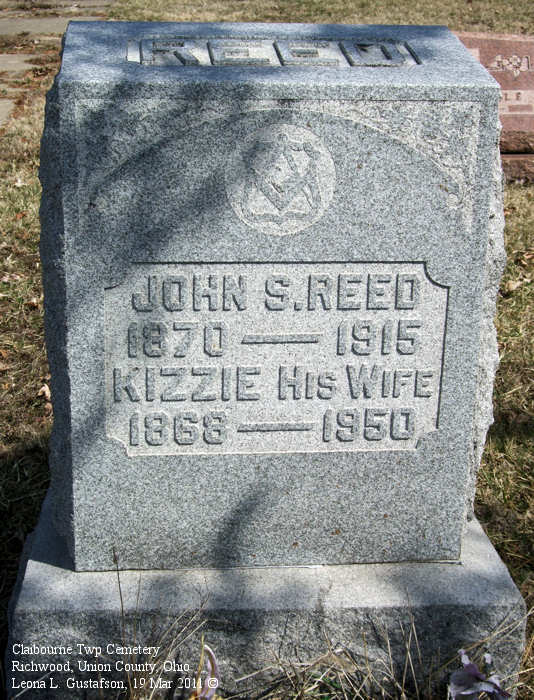 REED
JOHN S. REED
1870 — 1915
KIZZIE HIS WIFE
1868 — 1950
Claibourne Twp Cemetery
Richwood, Union County, Ohio
Leona L. Gustafson, 19 Mar 2011 ©